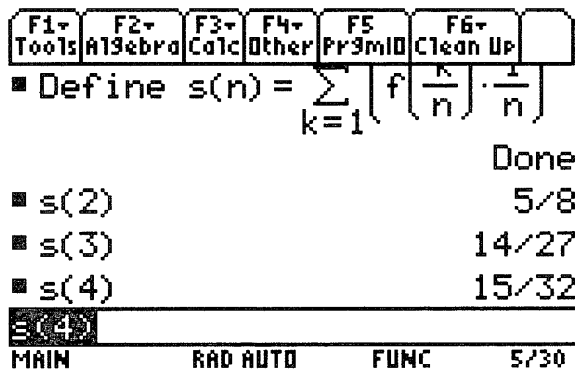 F1 F2 F3 F4 F5 F6
Tools Algebra Calc Other PrgmIO Clean Up
Define s(n) = ∑ k=1 (f(k/n)·1/n)
Done
s(2) 5/8
s(3) 14/27
s(4) 15/32
s(4)
MAIN RAD AUTO FUNC 5/30